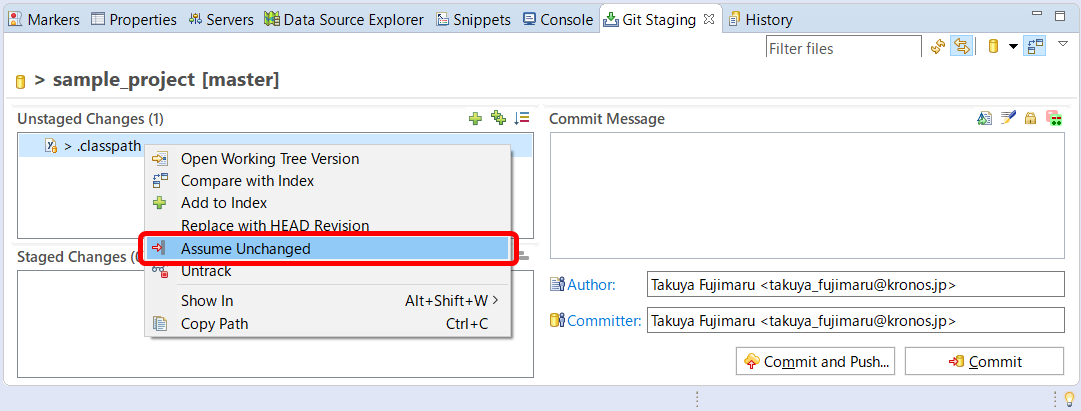 Markers Properties Servers Data Source Explorer Snippets Console Git Staging History
Filter files
> sample_project [master]
Unstaged Changes (1)
> .classpath
Open Working Tree Version
Compare with Index
Add to Index
Replace with HEAD Revision
Assume Unchanged
Untrack
Show In Alt+Shift+W >
Copy Path Ctrl+C
Staged Changes (
Commit Message
Author: Takuya Fujimaru <takuya_fujimaru@kronos.jp>
Committer: Takuya Fujimaru <takuya_fujimaru@kronos.jp>
Commit and Push...
Commit